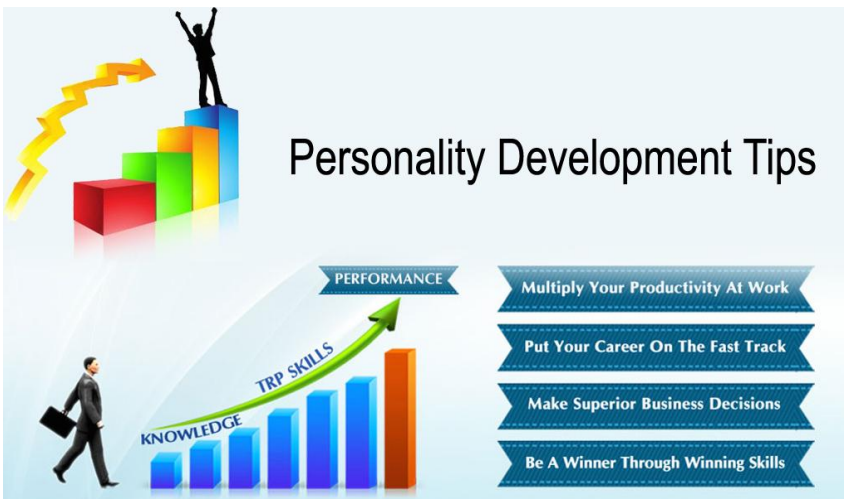 Personality Development Tips
PERFORMANCE
TRP SKILLS
KNOWLEDGE
Multiply Your Productivity At Work
Put Your Career On The Fast Track
Make Superior Business Decisions
Be A Winner Through Winning Skills